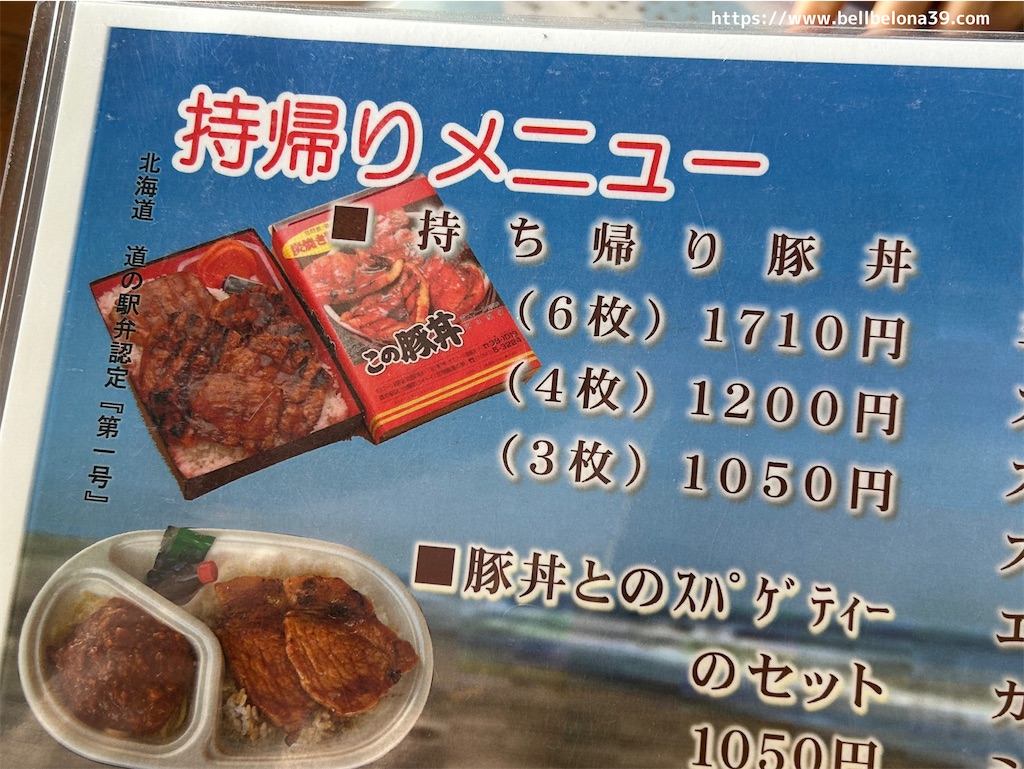 https://www.bellbelona39.com
持帰りメニュー
北海道 道の駅弁認定『第一号』
炭焼き
この豚丼
■持ち帰り豚丼
(6枚) 1710円
(4枚) 1200円
(3枚) 1050円
■豚丼とのｽﾊﾟｹﾞﾃｨｰ
のセット
1050円